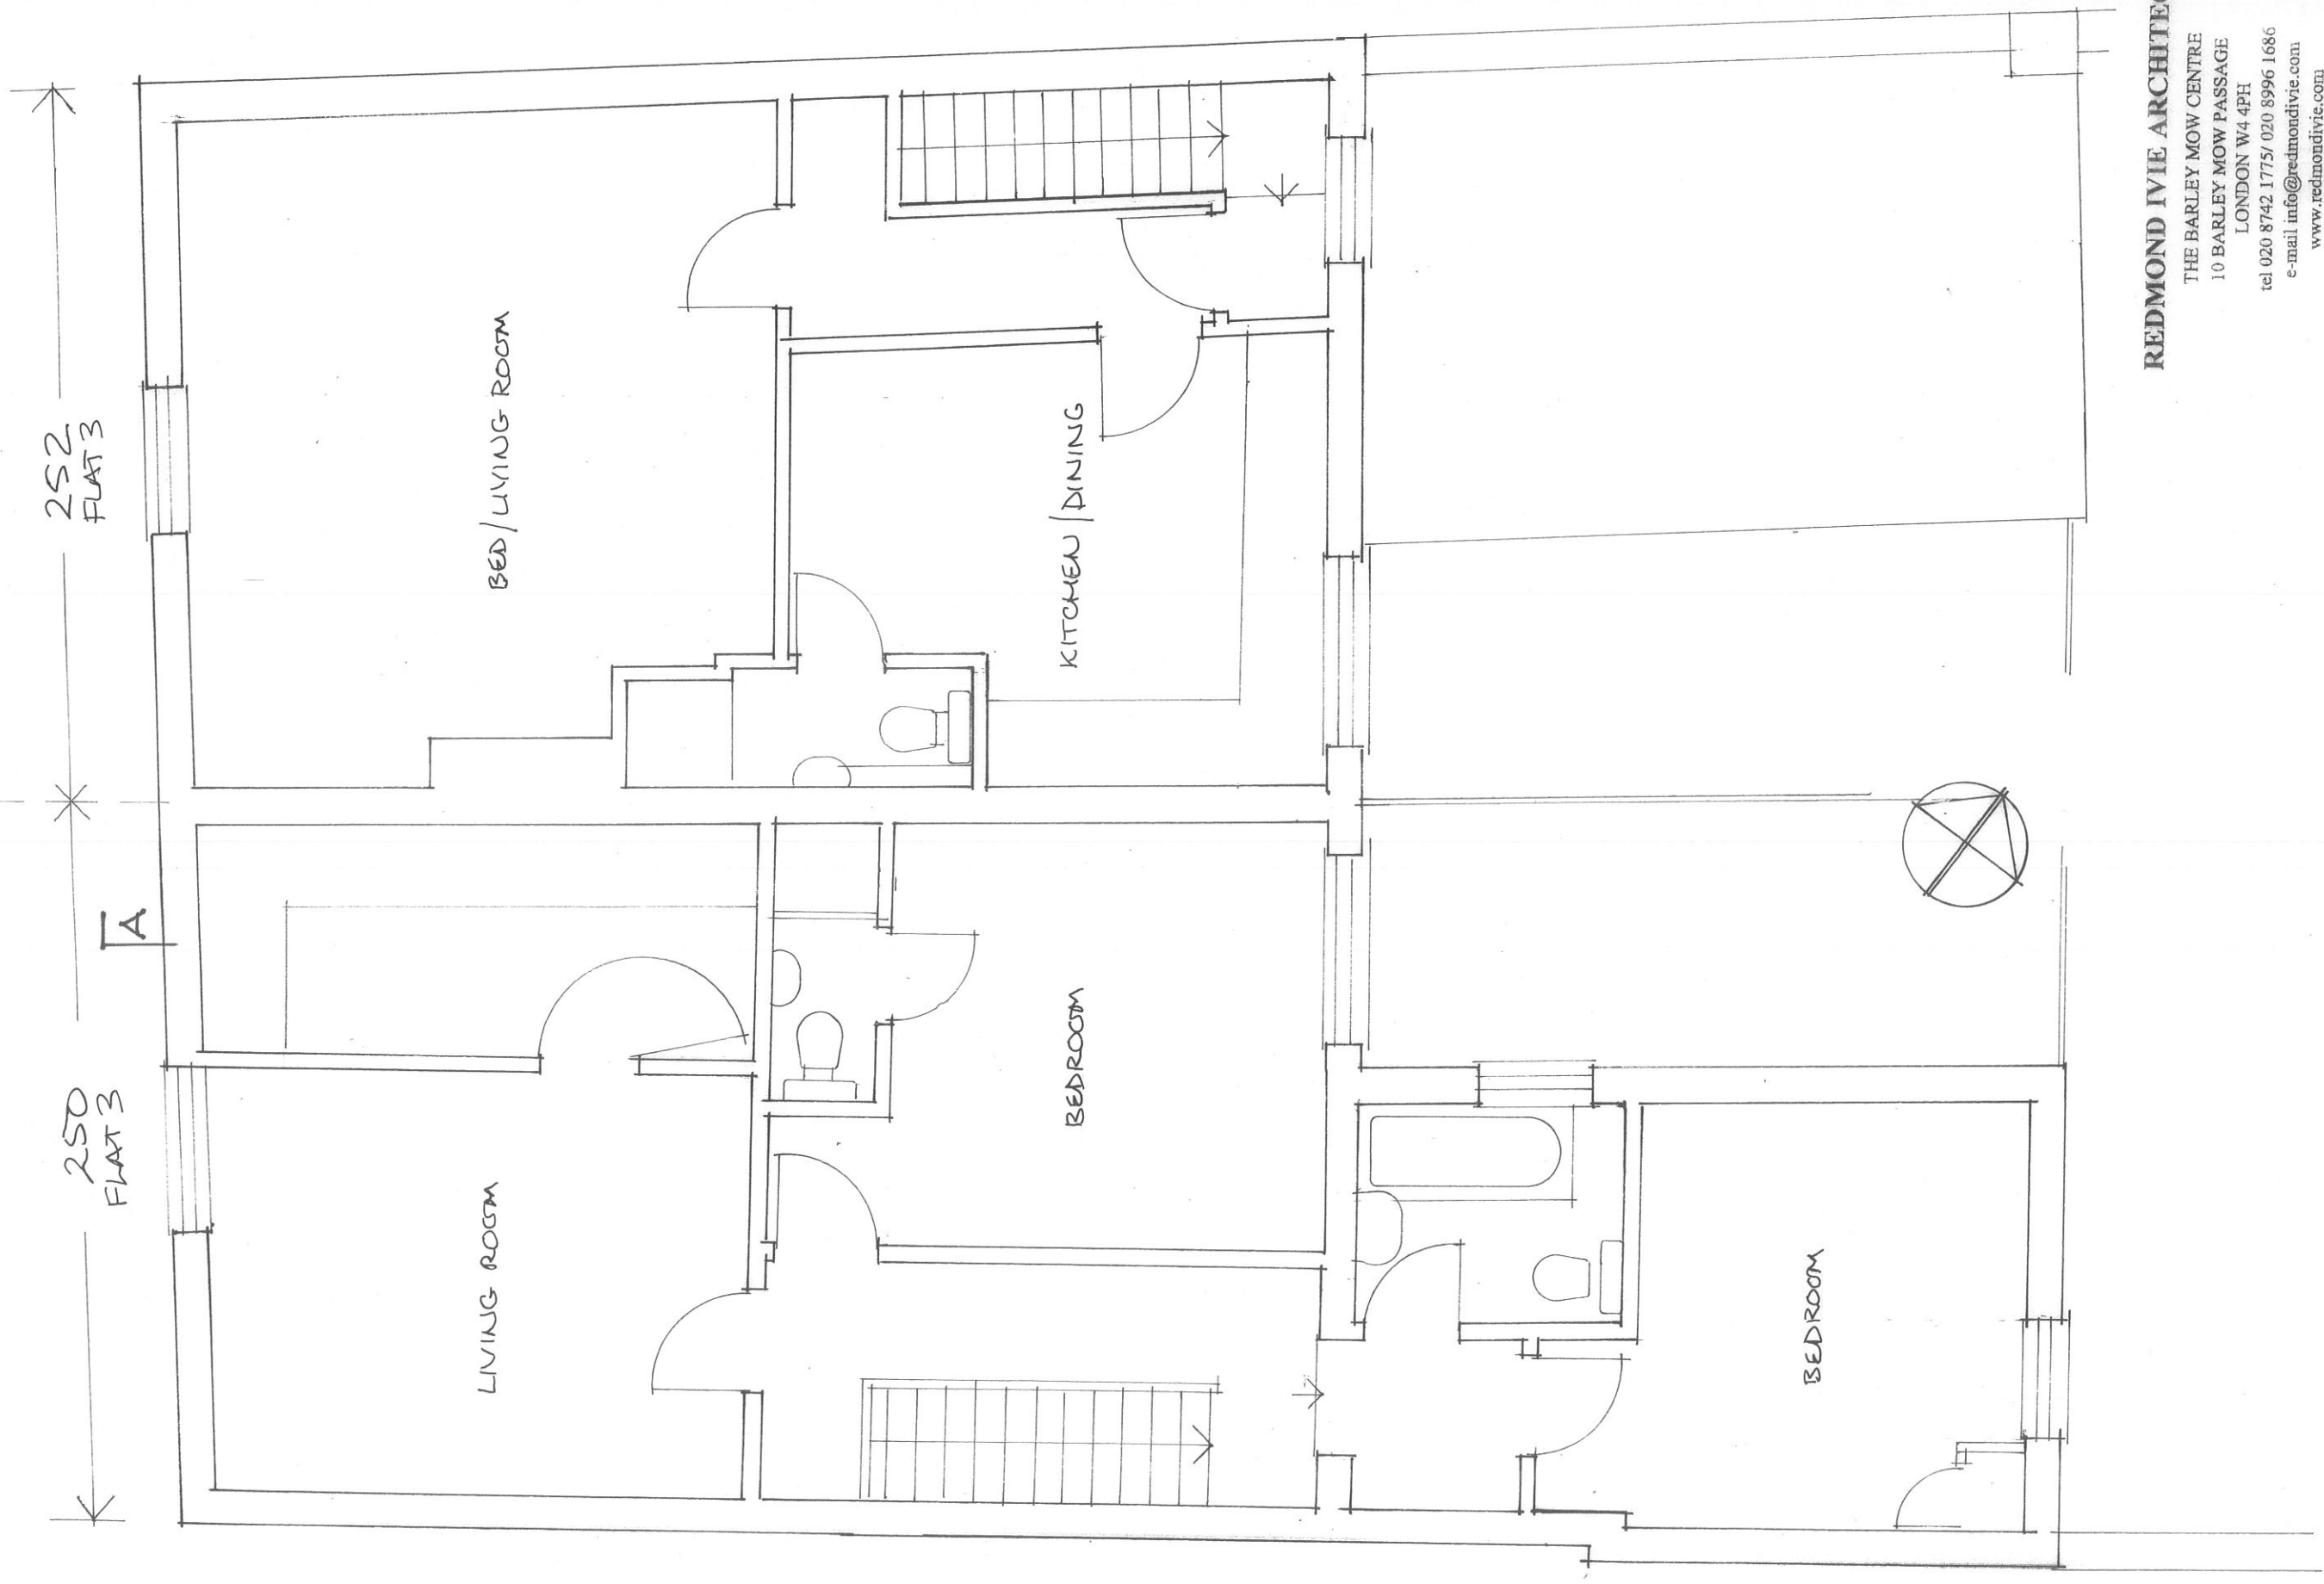 252
FLAT 3
250
FLAT 3
A
BED/LIVING ROOM
KITCHEN/DINING
LIVING ROOM
BEDROOM
BEDROOM
REDMOND IVIE ARCHITEC
THE BARLEY MOW CENTRE
10 BARLEY MOW PASSAGE
LONDON W4 4PH
tel 020 8742 1775/ 020 8996 1686
e-mail info@redmondivie.com
www.redmondivie.com